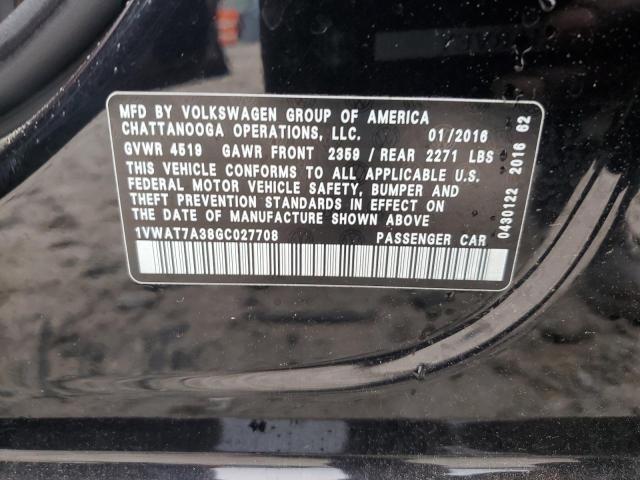 MFD BY VOLKSWAGEN GROUP OF AMERICA
CHATTANOOGA OPERATIONS, LLC. 01/2016
GVWR 4519 GAWR FRONT 2359 / REAR 2271 LBS
THIS VEHICLE CONFORMS TO ALL APPLICABLE U.S.
FEDERAL MOTOR VEHICLE SAFETY, BUMPER AND
THEFT PREVENTION STANDARDS IN EFFECT ON
THE DATE OF MANUFACTURE SHOWN ABOVE
1VWAT7A38GC027708 PASSENGER CAR
0430122 2016 62